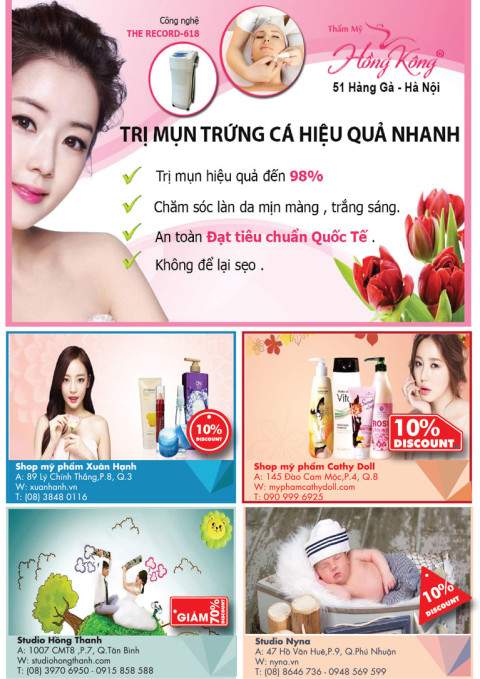 Công nghệ
THE RECORD-618
Thẩm Mỹ
Hồng Kông
51 Hàng Gà - Hà Nội
TRỊ MỤN TRỨNG CÁ HIỆU QUẢ NHANH
Trị mụn hiệu quả đến 98%
Chăm sóc làn da mịn màng , trắng sáng.
An toàn Đạt tiêu chuẩn Quốc Tế .
Không để lại sẹo .
10%
DISCOUNT
Shop mỹ phẩm Xuân Hạnh
A: 89 Lý Chính Thắng,P.8, Q.3
W: xuanhanh.vn
T: (08) 3848 0116
Vita
ROSE
10%
DISCOUNT
Shop mỹ phẩm Cathy Doll
A: 145 Đào Cam Mộc,P.4, Q.8
W: myphamcathydoll.com
T: 090 999 6925
GIẢM 70%
DISCOUNT
Studio Hồng Thanh
A: 1007 CMT8 ,P.7, Q.Tân Bình
W: studiohongthanh.com
T: (08) 3970 6950 - 0915 858 588
10%
DISCOUNT
Studio Nyna
A: 47 Hồ Văn Huê,P.9, Q.Phú Nhuận
W: nyna.vn
T: (08) 8646 736 - 0948 569 599